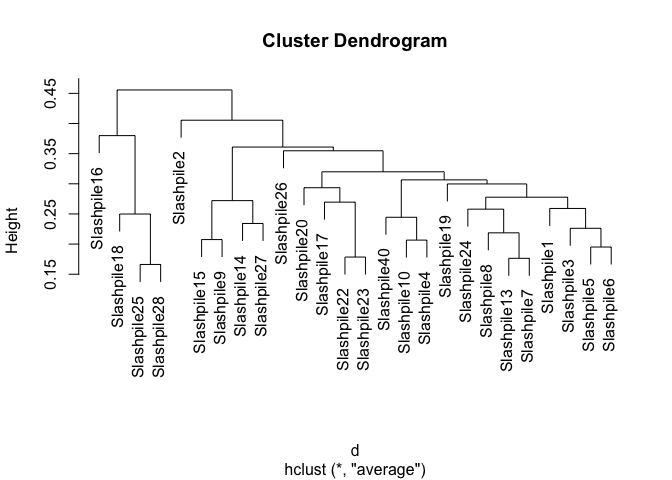 Cluster Dendrogram
Height
0.45
0.35
0.25
0.15
Slashpile16
Slashpile18
Slashpile25
Slashpile28
Slashpile2
Slashpile15
Slashpile9
Slashpile14
Slashpile27
Slashpile26
Slashpile20
Slashpile17
Slashpile22
Slashpile23
Slashpile40
Slashpile10
Slashpile4
Slashpile19
Slashpile24
Slashpile8
Slashpile13
Slashpile7
Slashpile1
Slashpile3
Slashpile5
Slashpile6
d
hclust (*, "average")